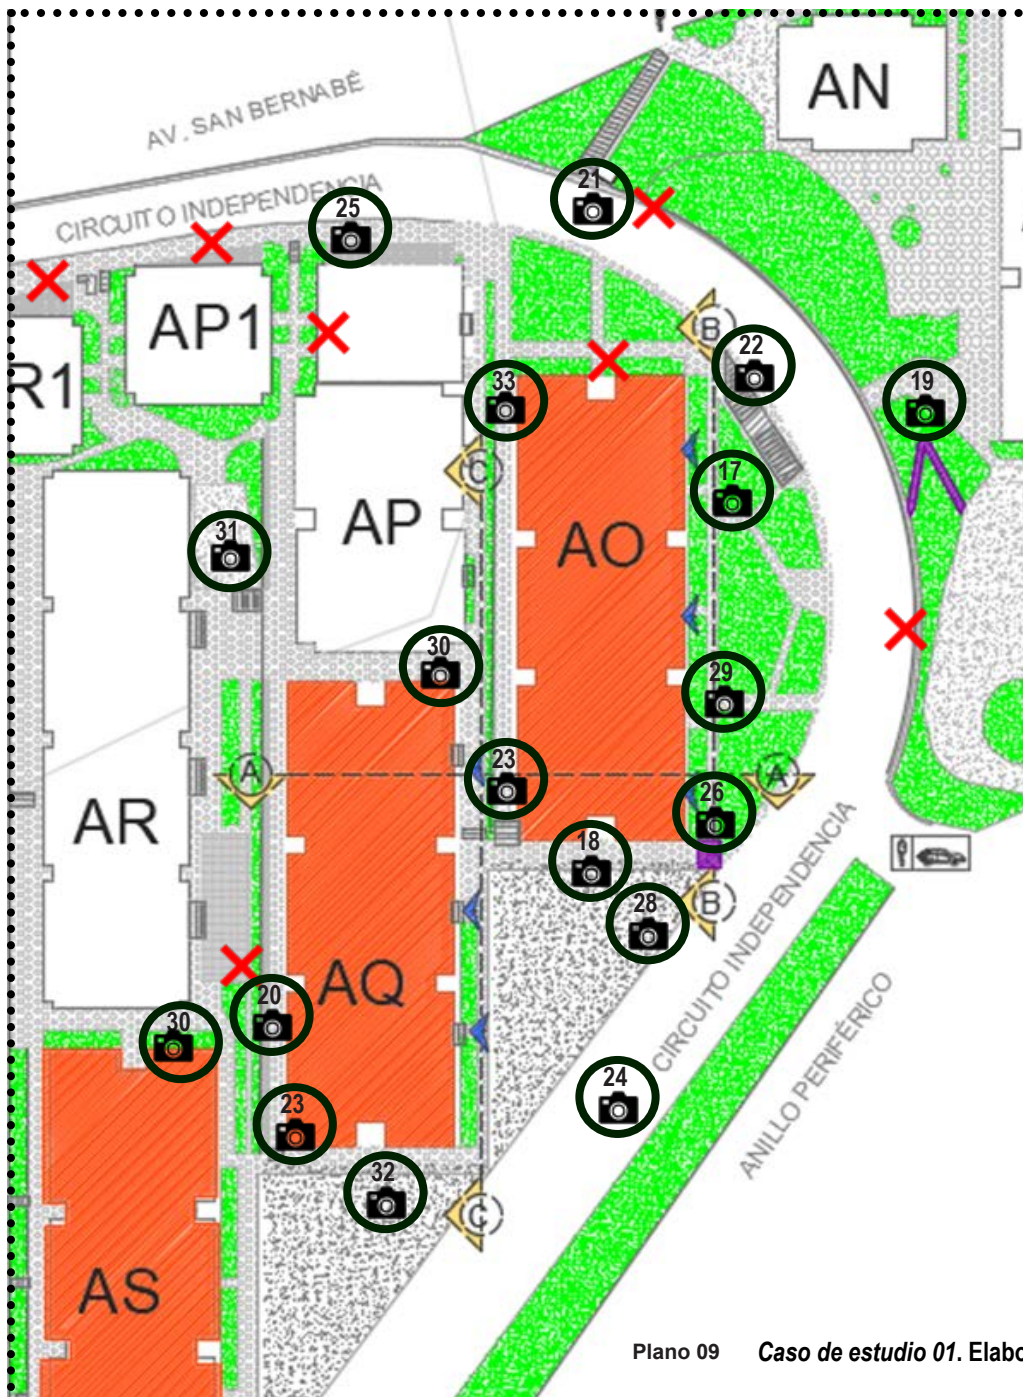 AN
AV. SAN BERNABÉ
CIRCUITO INDEPENDENCIA
21
25
B
AP1
R1
22
19
33
C
17
AP
AO
31
30
29
A
23
A
26
AR
18
B
28
CIRCUITO INDEPENDENCIA
AQ
20
30
ANILLO PERIFÉRICO
24
23
32
C
AS
Plano 09 Caso de estudio 01. Elabo